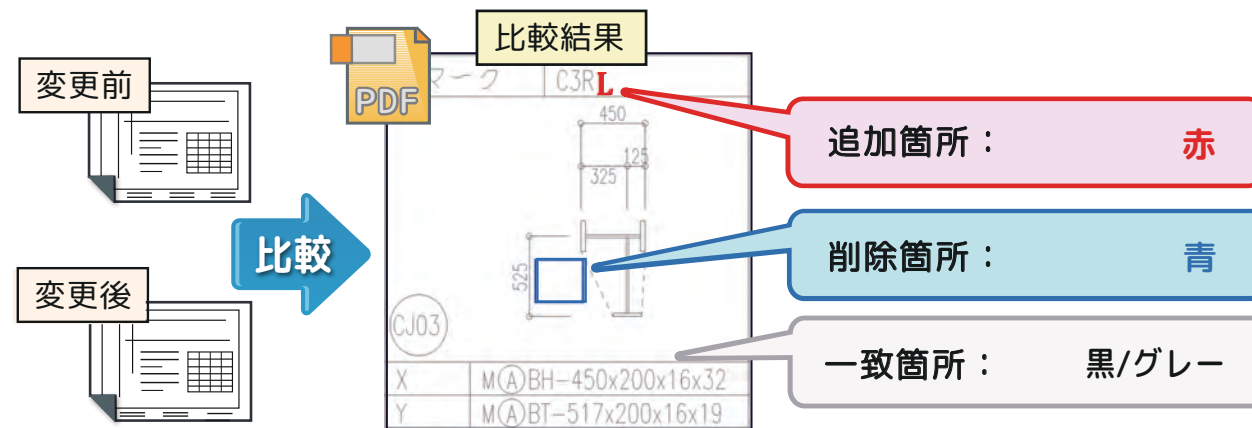 変更前
変更後
比較
PDF
比較結果
マーク C3RL
450
125
325
525
CJ03
X MⒶBH-450x200x16x32
Y MⒶBT-517x200x16x19
追加箇所： 赤
削除箇所： 青
一致箇所： 黒/グレー